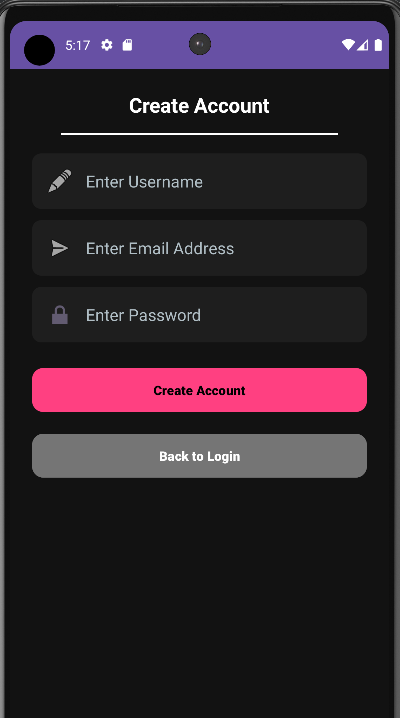 5:17
Create Account
Enter Username
Enter Email Address
Enter Password
Create Account
Back to Login